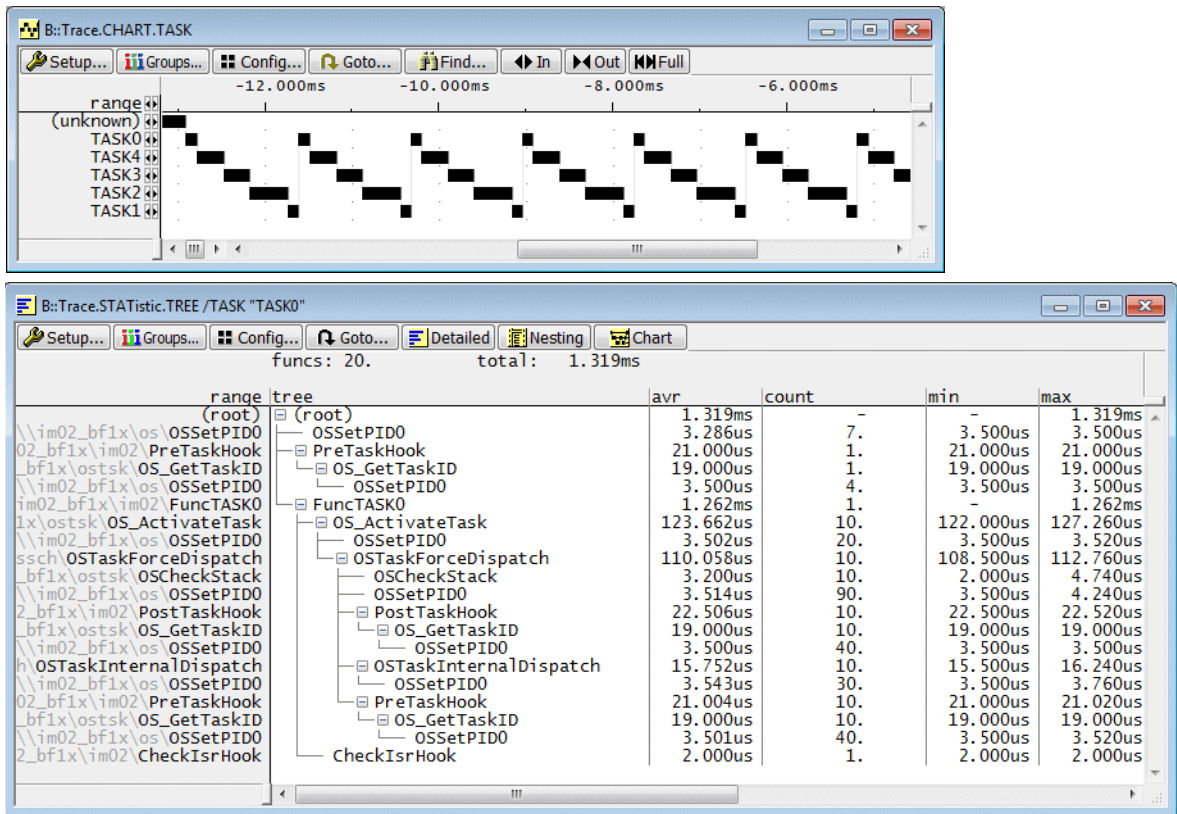 B::Trace.CHART.TASK
Setup... Groups... Config... Goto... Find... In Out Full
-12.000ms -10.000ms -8.000ms -6.000ms
range
(unknown)
TASK0
TASK4
TASK3
TASK2
TASK1
B::Trace.STATistic.TREE /TASK "TASK0"
Setup... Groups... Config... Goto... Detailed Nesting Chart
funcs: 20. total: 1.319ms
range tree avr count min max
(root) (root) 1.319ms - - 1.319ms
\\im02_bf1x\os\OSSetPID0 OSSetPID0 3.286us 7. 3.500us 3.500us
02_bf1x\im02\PreTaskHook PreTaskHook 21.000us 1. 21.000us 21.000us
_bf1x\ostsk\OS_GetTaskID OS_GetTaskID 19.000us 1. 19.000us 19.000us
\\im02_bf1x\os\OSSetPID0 OSSetPID0 3.500us 4. 3.500us 3.500us
im02_bf1x\im02\FuncTASK0 FuncTASK0 1.262ms 1. - 1.262ms
1x\ostsk\OS_ActivateTask OS_ActivateTask 123.662us 10. 122.000us 127.260us
\\im02_bf1x\os\OSSetPID0 OSSetPID0 3.502us 20. 3.500us 3.520us
ssch\OSTaskForceDispatch OSTaskForceDispatch 110.058us 10. 108.500us 112.760us
_bf1x\ostsk\OSCheckStack OSCheckStack 3.200us 10. 2.000us 4.740us
\\im02_bf1x\os\OSSetPID0 OSSetPID0 3.514us 90. 3.500us 4.240us
2_bf1x\im02\PostTaskHook PostTaskHook 22.506us 10. 22.500us 22.520us
_bf1x\ostsk\OS_GetTaskID OS_GetTaskID 19.000us 10. 19.000us 19.000us
\\im02_bf1x\os\OSSetPID0 OSSetPID0 3.500us 40. 3.500us 3.500us
h\OSTaskInternalDispatch OSTaskInternalDispatch 15.752us 10. 15.500us 16.240us
\\im02_bf1x\os\OSSetPID0 OSSetPID0 3.543us 30. 3.500us 3.760us
02_bf1x\im02\PreTaskHook PreTaskHook 21.004us 10. 21.000us 21.020us
_bf1x\ostsk\OS_GetTaskID OS_GetTaskID 19.000us 10. 19.000us 19.000us
\\im02_bf1x\os\OSSetPID0 OSSetPID0 3.501us 40. 3.500us 3.520us
2_bf1x\im02\CheckIsrHook CheckIsrHook 2.000us 1. 2.000us 2.000us